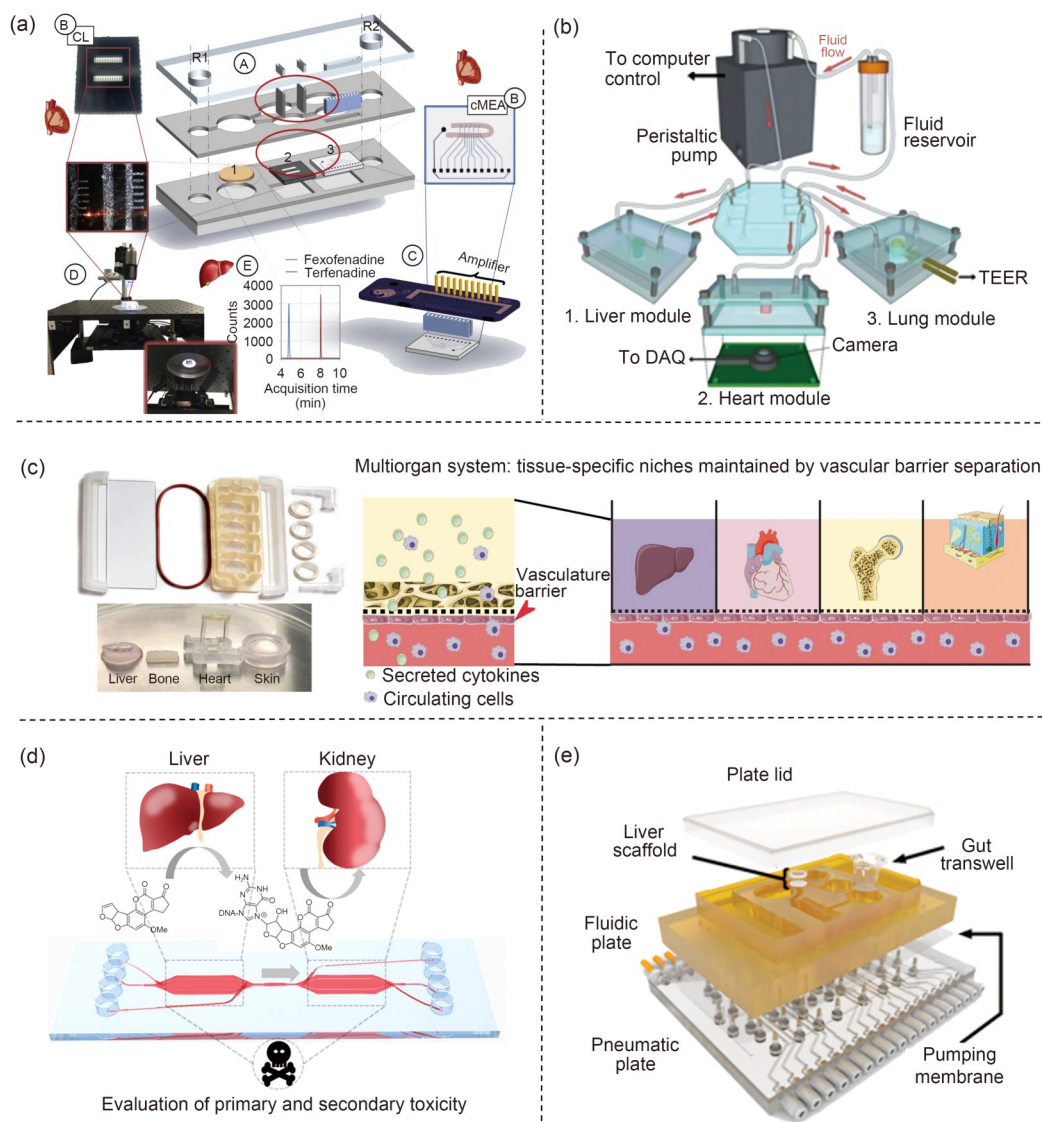 (a)
B
CL
R1
A
R2
cMEA
B
1
2
3
D
E
Fexofenadine
Terfenadine
C
Amplifier
Counts
4000
3000
2000
1000
0
4 6 8 10
Acquisition time
(min)
(b)
To computer
control
Fluid
flow
Peristaltic
pump
Fluid
reservoir
TEER
1. Liver module
3. Lung module
To DAQ
Camera
2. Heart module
(c)
Liver Bone Heart Skin
Multiorgan system: tissue-specific niches maintained by vascular barrier separation
Vasculature
barrier
Secreted cytokines
Circulating cells
(d)
Liver
Kidney
O
O
O
O
O
OMe
H₂N
N
NH
N
O
DNA-N
⊕
OH
O
O
O
O
O
OMe
Evaluation of primary and secondary toxicity
(e)
Plate lid
Liver
scaffold
Gut
transwell
Fluidic
plate
Pneumatic
plate
Pumping
membrane